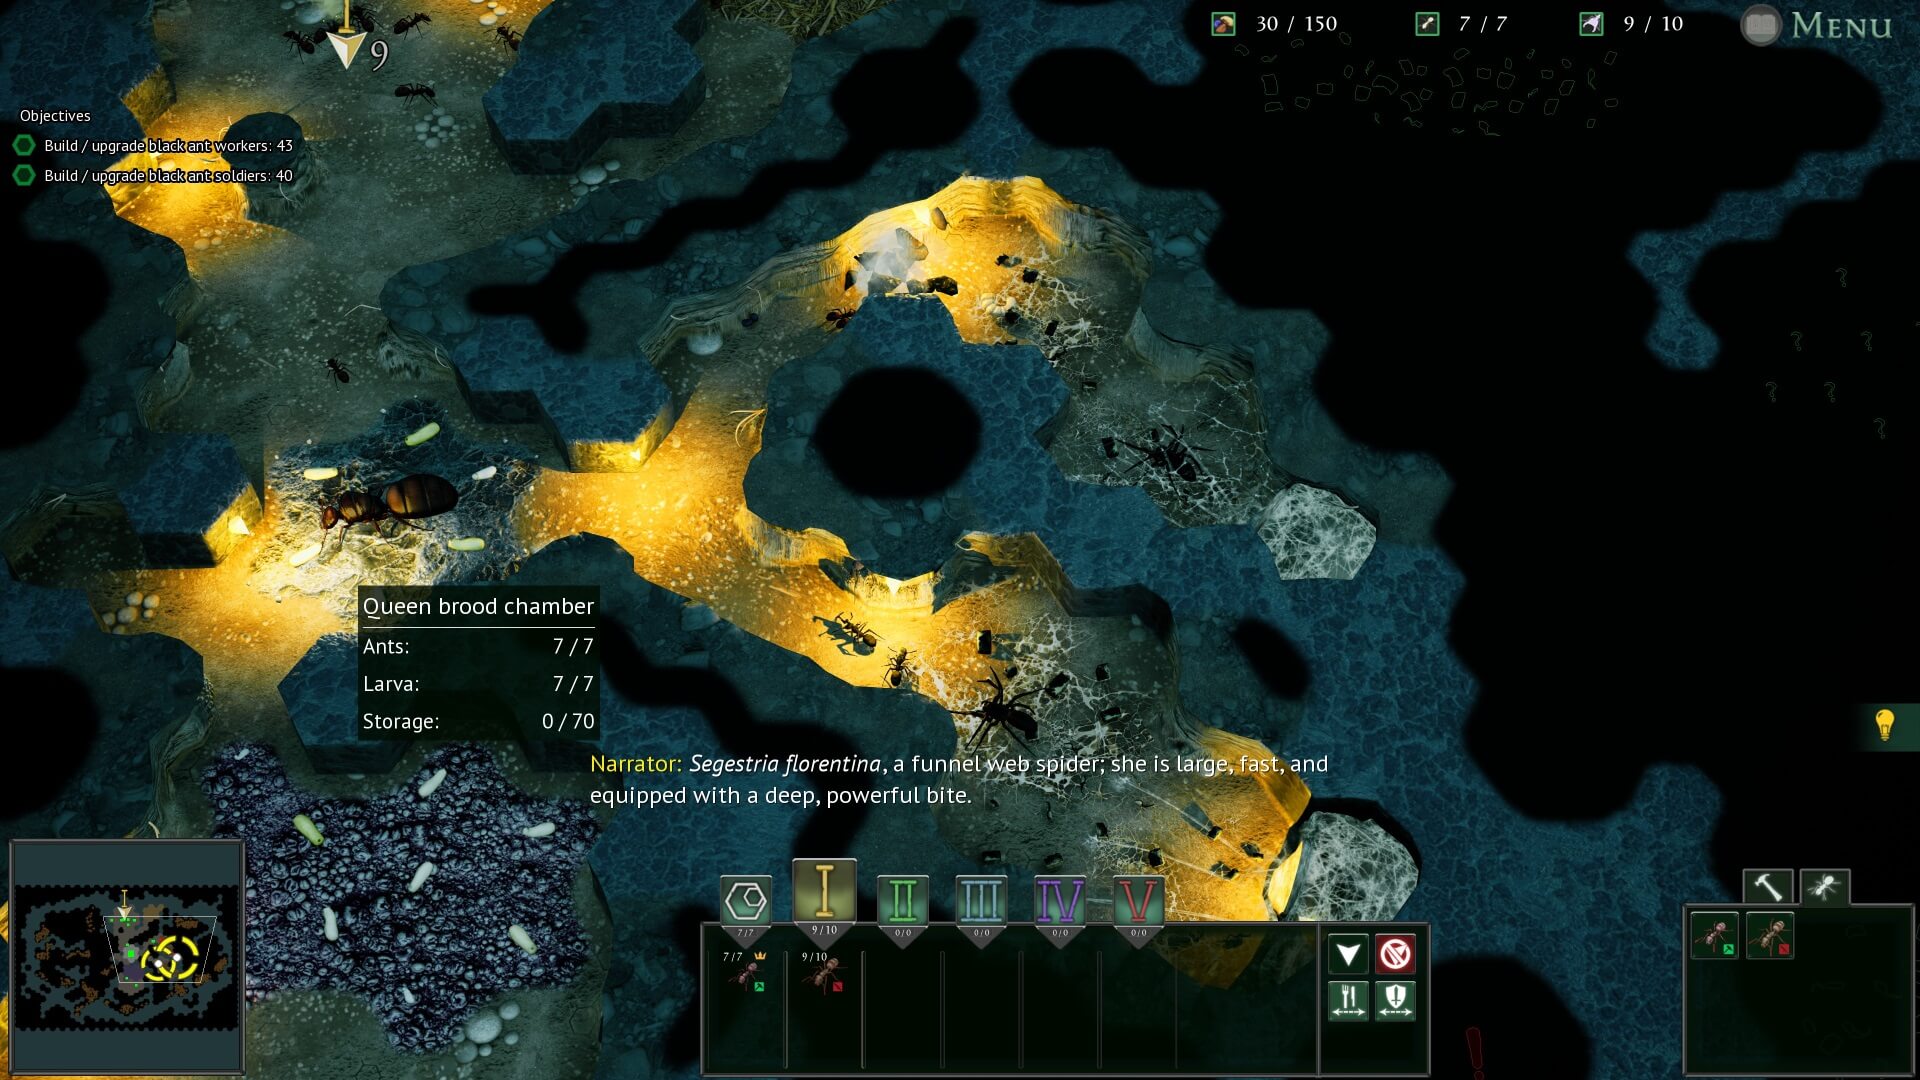 30 / 150
7 / 7
9 / 10
MENU
9
Objectives
Build / upgrade black ant workers: 43
Build / upgrade black ant soldiers: 40
Queen brood chamber
Ants: 7 / 7
Larva: 7 / 7
Storage: 0 / 70
Narrator: Segestria florentina, a funnel web spider; she is large, fast, and
equipped with a deep, powerful bite.
I II III IV V
7/7 9/10 0/0 0/0 0/0 0/0
7/7 9/10